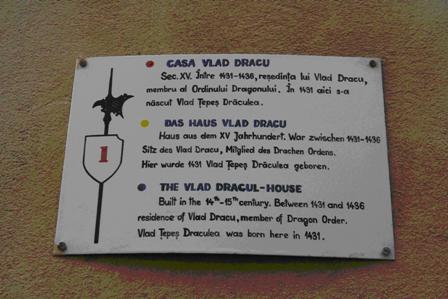 CASA VLAD DRACU
Sec. XV. Între 1431-1436, reședința lui Vlad Dracu,
membru al Ordinului Dragonului. În 1431 aici s-a
născut Vlad Țepeș Drăculea.
DAS HAUS VLAD DRACU
Haus aus dem XV Jahrhundert. War zwischen 1431-1436
Sitz des Vlad Dracu, Mitglied des Drachen Ordens.
Hier wurde 1431 Vlad Țepeș Drăculea geboren.
1
THE VLAD DRACUL-HOUSE
Built in the 14th-15th century. Between 1431 and 1436
residence of Vlad Dracu, member of Dragon Order.
Vlad Țepeș Draculea was born here in 1431.